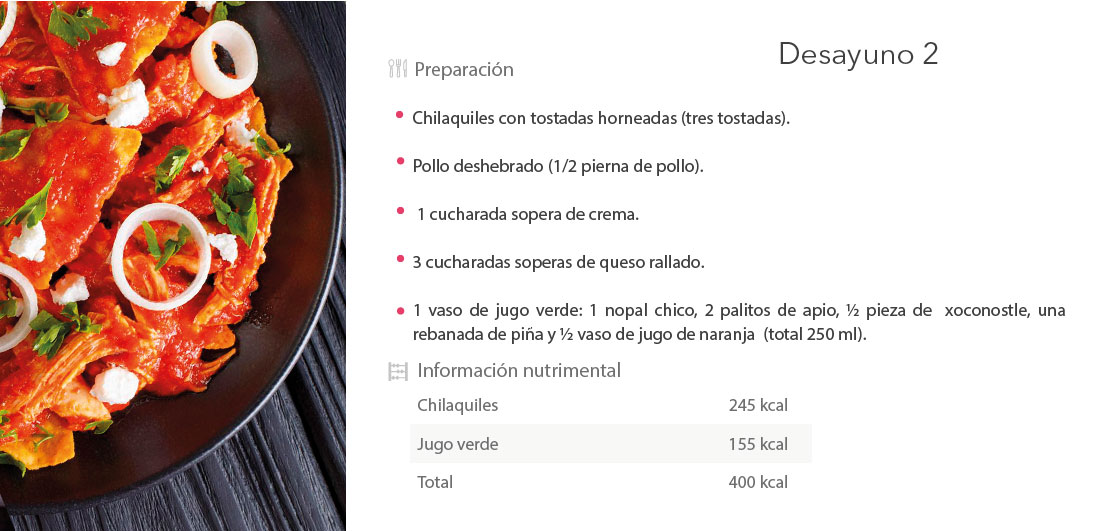 Desayuno 2
Preparación
Chilaquiles con tostadas horneadas (tres tostadas).
Pollo deshebrado (1/2 pierna de pollo).
1 cucharada sopera de crema.
3 cucharadas soperas de queso rallado.
1 vaso de jugo verde: 1 nopal chico, 2 palitos de apio, ½ pieza de xoconostle, una
rebanada de piña y ½ vaso de jugo de naranja (total 250 ml).
Información nutrimental
Chilaquiles 245 kcal
Jugo verde 155 kcal
Total 400 kcal